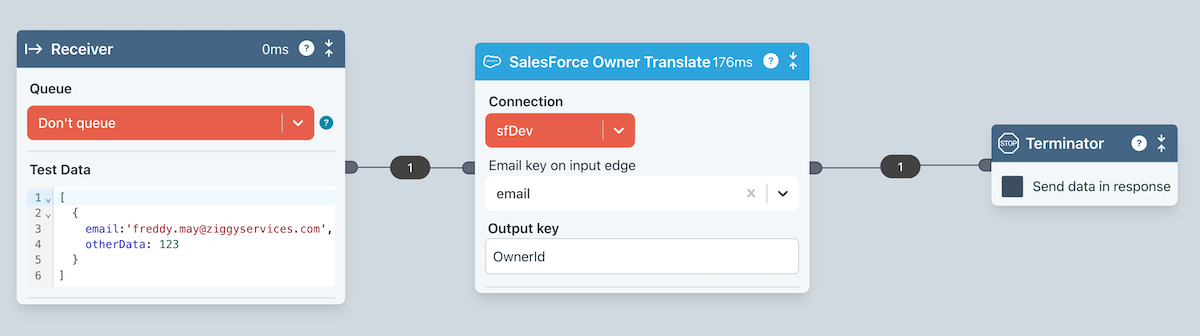 Receiver 0ms ?
Queue
Don't queue ?
Test Data
1 [
2 {
3 email:'freddy.may@ziggyservices.com',
4 otherData: 123
5 }
6 ]
1
SalesForce Owner Translate 176ms ?
Connection
sfDev
Email key on input edge
email
Output key
OwnerId
1
STOP Terminator ?
Send data in response